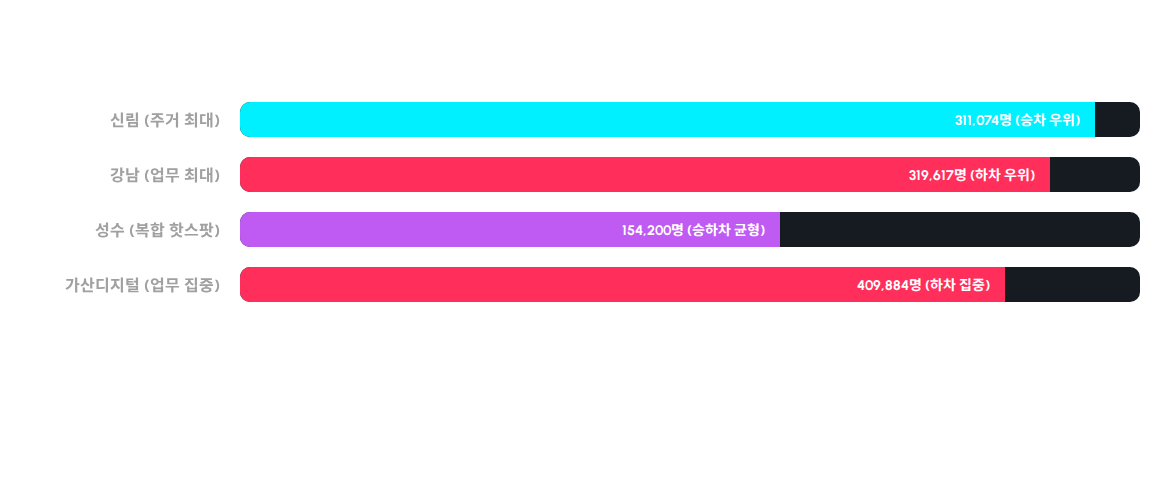 신림 (주거 최대) 311,074명 (승차 우위)
강남 (업무 최대) 319,617명 (하차 우위)
성수 (복합 핫스팟) 154,200명 (승하차 균형)
가산디지털 (업무 집중) 409,884명 (하차 집중)